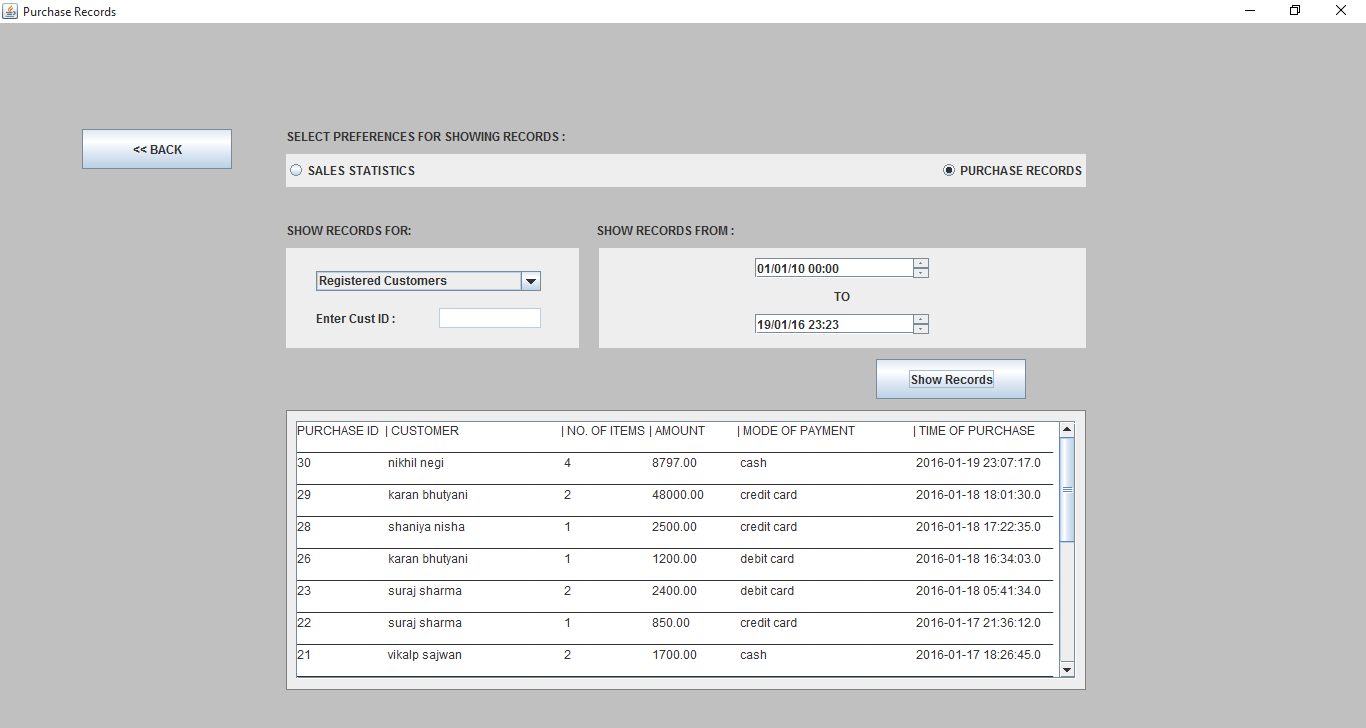 Purchase Records
<< BACK
SELECT PREFERENCES FOR SHOWING RECORDS :
SALES STATISTICS PURCHASE RECORDS
SHOW RECORDS FOR: SHOW RECORDS FROM :
Registered Customers
Enter Cust ID :
01/01/10 00:00
TO
19/01/16 23:23
Show Records
PURCHASE ID | CUSTOMER | NO. OF ITEMS | AMOUNT | MODE OF PAYMENT | TIME OF PURCHASE
30 nikhil negi 4 8797.00 cash 2016-01-19 23:07:17.0
29 karan bhutyani 2 48000.00 credit card 2016-01-18 18:01:30.0
28 shaniya nisha 1 2500.00 credit card 2016-01-18 17:22:35.0
26 karan bhutyani 1 1200.00 debit card 2016-01-18 16:34:03.0
23 suraj sharma 2 2400.00 debit card 2016-01-18 05:41:34.0
22 suraj sharma 1 850.00 credit card 2016-01-17 21:36:12.0
21 vikalp sajwan 2 1700.00 cash 2016-01-17 18:26:45.0